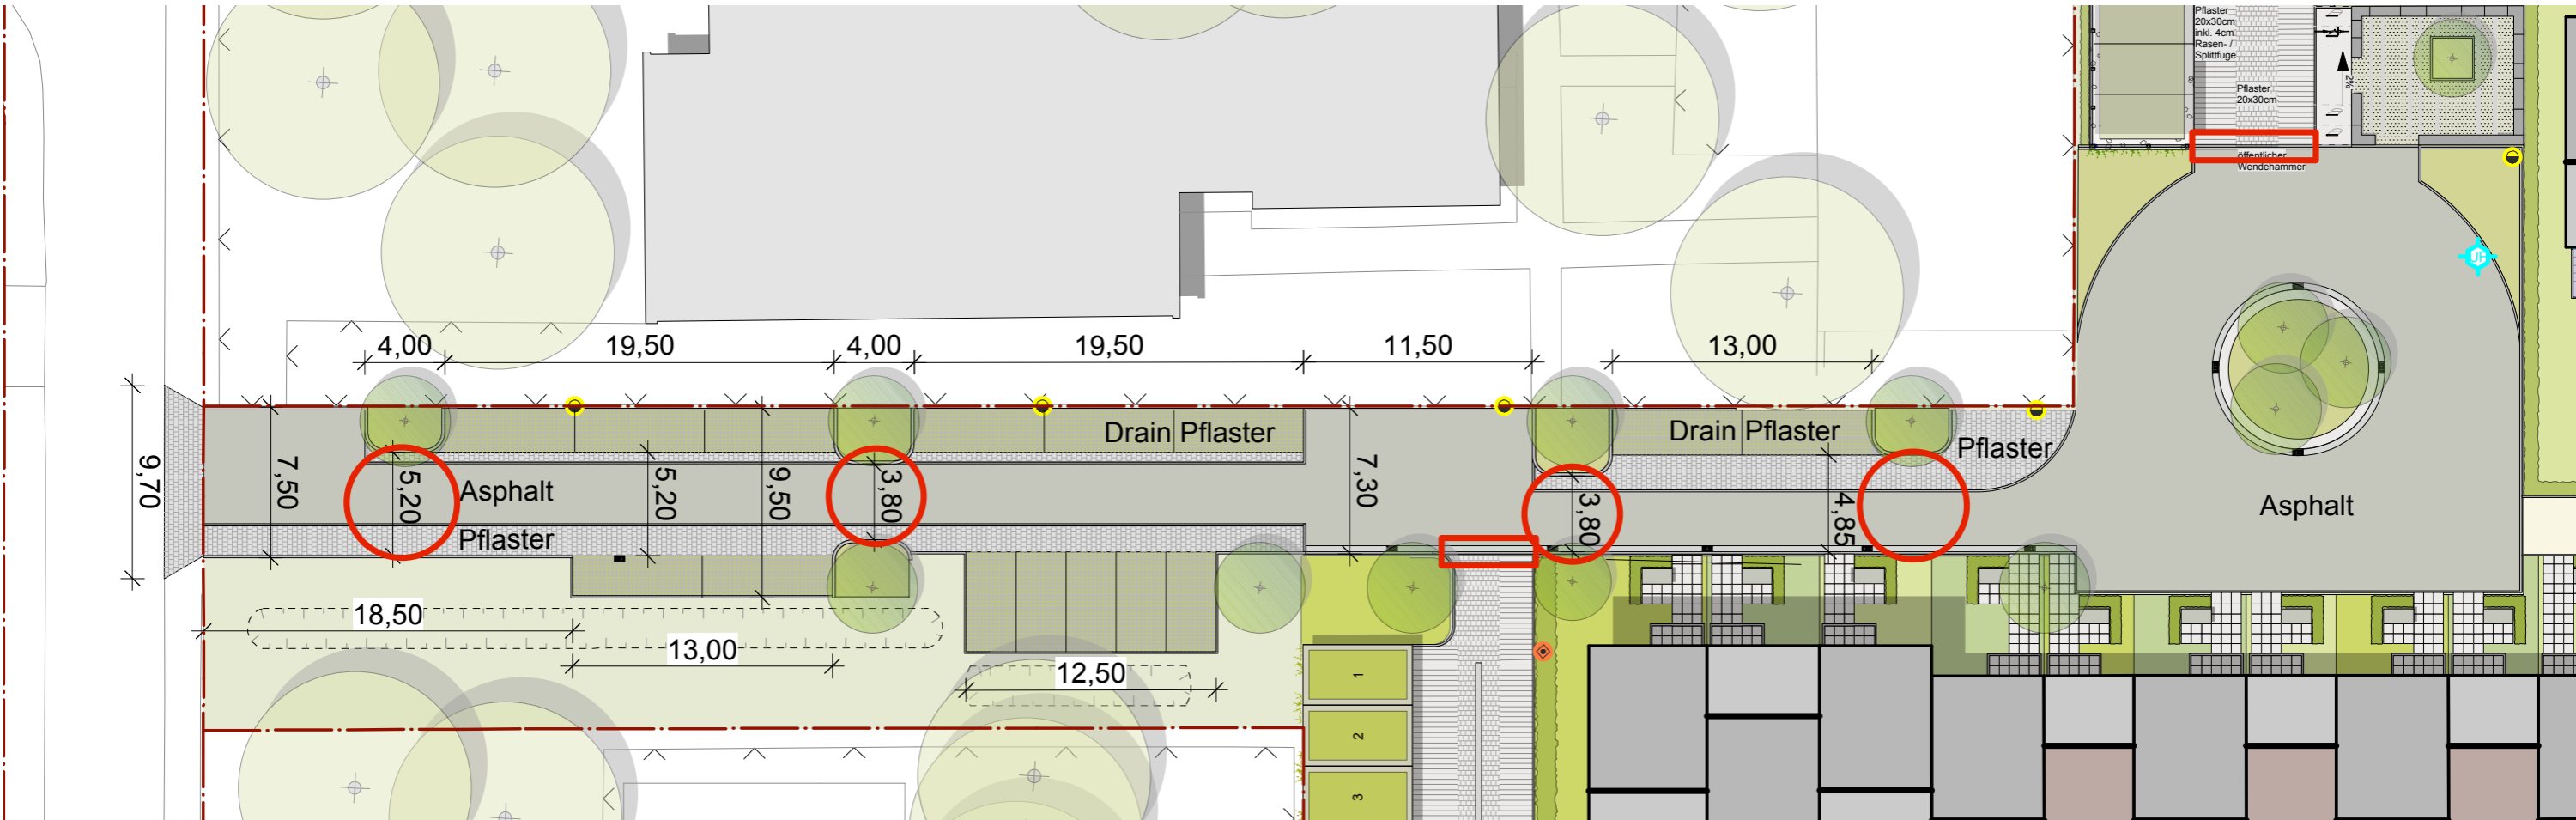 Pflaster
20x30cm
inkl. 4cm
Rasen- /
Splittfuge
Pflaster
20x30cm
2%
öffentlicher
Wendehammer
UF
4,00
19,50
4,00
19,50
11,50
13,00
Drain Pflaster
Drain Pflaster
Pflaster
9,70
7,50
5,20
Asphalt
5,20
9,50
3,80
7,30
3,80
4,85
Asphalt
Pflaster
18,50
13,00
12,50
1
2
3